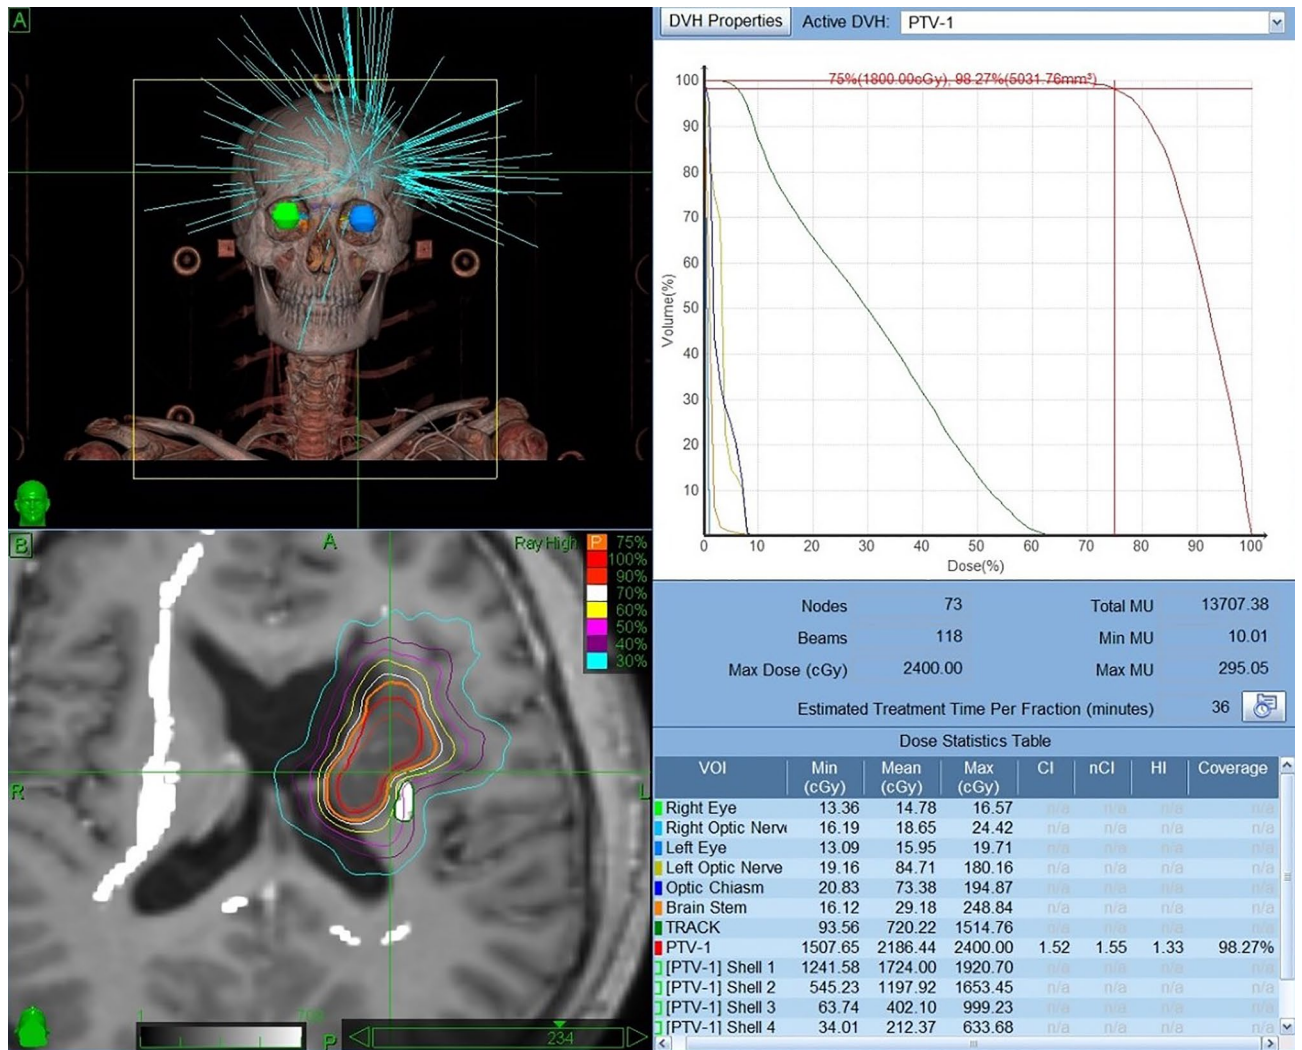 A
DVH Properties Active DVH: PTV-1
75%(1800.00cGy), 98.27%(5031.76mm³)
100
90
80
70
60
50
40
30
20
10
Volume(%)
0 10 20 30 40 50 60 70 80 90 100
Dose(%)
B
A
Ray High
P 75%
100%
90%
70%
60%
50%
40%
30%
R
L
P
234
Nodes 73 Total MU 13707.38
Beams 118 Min MU 10.01
Max Dose (cGy) 2400.00 Max MU 295.05
Estimated Treatment Time Per Fraction (minutes) 36
Dose Statistics Table
VOI Min (cGy) Mean (cGy) Max (cGy) CI nCI HI Coverage
Right Eye 13.36 14.78 16.57 n/a n/a n/a n/a
Right Optic Nerv 16.19 18.65 24.42 n/a n/a n/a n/a
Left Eye 13.09 15.95 19.71 n/a n/a n/a n/a
Left Optic Nerve 19.16 84.71 180.16 n/a n/a n/a n/a
Optic Chiasm 20.83 73.38 194.87 n/a n/a n/a n/a
Brain Stem 16.12 29.18 248.84 n/a n/a n/a n/a
TRACK 93.56 720.22 1514.76 n/a n/a n/a n/a
PTV-1 1507.65 2186.44 2400.00 1.52 1.55 1.33 98.27%
[PTV-1] Shell 1 1241.58 1724.00 1920.70 n/a n/a n/a n/a
[PTV-1] Shell 2 545.23 1197.92 1653.45 n/a n/a n/a n/a
[PTV-1] Shell 3 63.74 402.10 999.23 n/a n/a n/a n/a
[PTV-1] Shell 4 34.01 212.37 633.68 n/a n/a n/a n/a